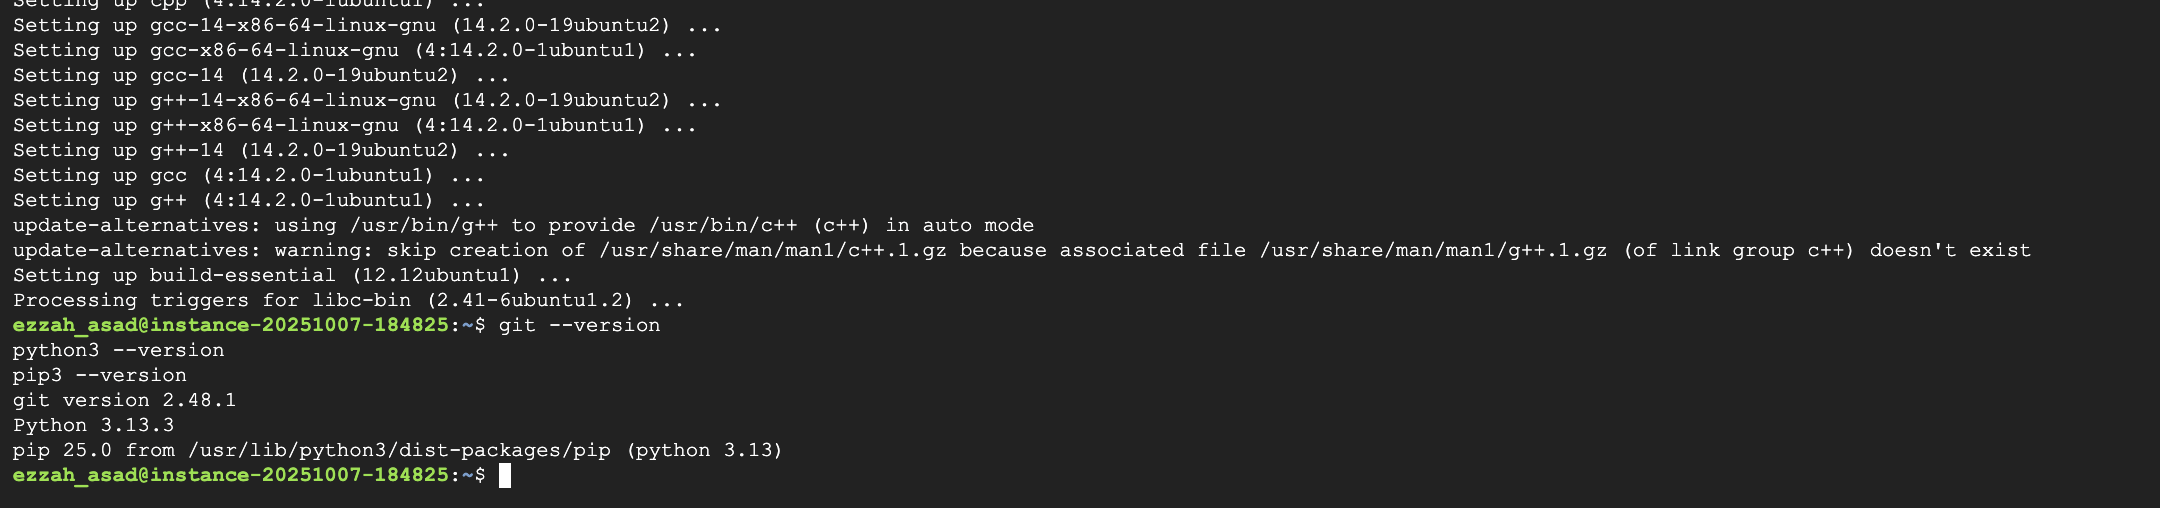 Setting up cpp (4:14.2.0-1ubuntu1) ...
Setting up gcc-14-x86-64-linux-gnu (14.2.0-19ubuntu2) ...
Setting up gcc-x86-64-linux-gnu (4:14.2.0-1ubuntu1) ...
Setting up gcc-14 (14.2.0-19ubuntu2) ...
Setting up g++-14-x86-64-linux-gnu (14.2.0-19ubuntu2) ...
Setting up g++-x86-64-linux-gnu (4:14.2.0-1ubuntu1) ...
Setting up g++-14 (14.2.0-19ubuntu2) ...
Setting up gcc (4:14.2.0-1ubuntu1) ...
Setting up g++ (4:14.2.0-1ubuntu1) ...
update-alternatives: using /usr/bin/g++ to provide /usr/bin/c++ (c++) in auto mode
update-alternatives: warning: skip creation of /usr/share/man/man1/c++.1.gz because associated file /usr/share/man/man1/g++.1.gz (of link group c++) doesn't exist
Setting up build-essential (12.12ubuntu1) ...
Processing triggers for libc-bin (2.41-6ubuntu1.2) ...
ezzah_asad@instance-20251007-184825:~$ git --version
python3 --version
pip3 --version
git version 2.48.1
Python 3.13.3
pip 25.0 from /usr/lib/python3/dist-packages/pip (python 3.13)
ezzah_asad@instance-20251007-184825:~$